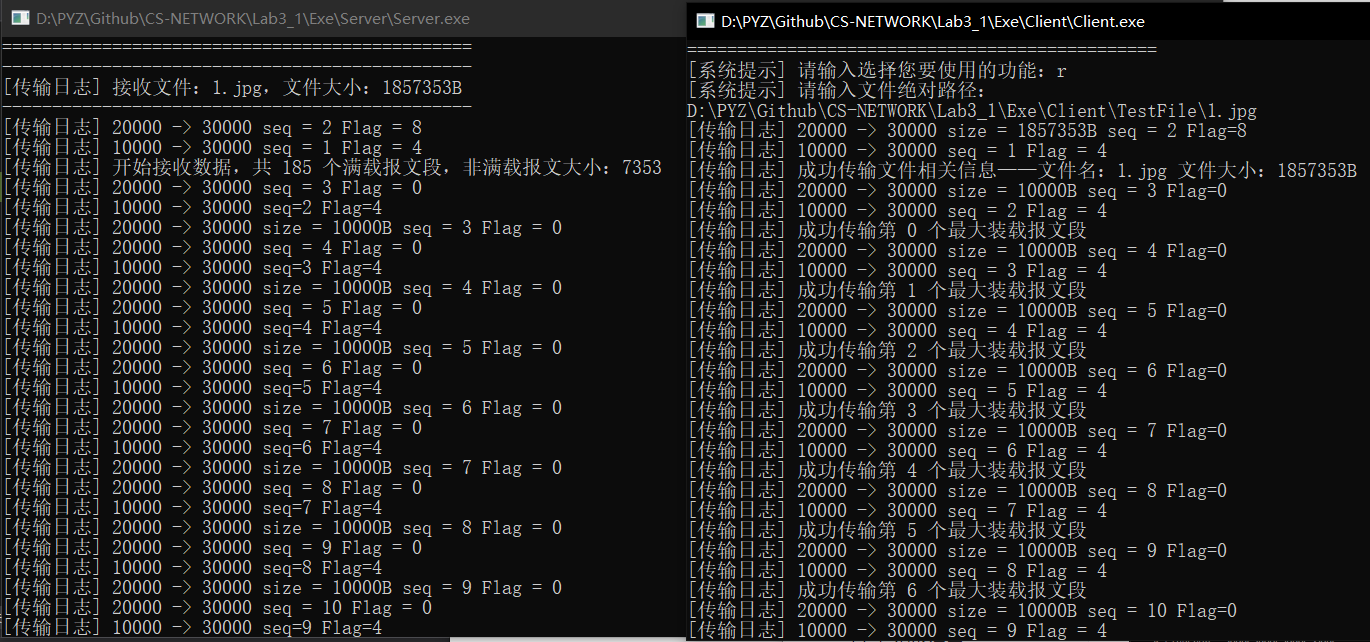 D:\PYZ\Github\CS-NETWORK\Lab3_1\Exe\Server\Server.exe
===============================================
-----------------------------------------------
[传输日志] 接收文件：1.jpg，文件大小：1857353B
-----------------------------------------------
[传输日志] 20000 -> 30000 seq = 2 Flag = 8
[传输日志] 10000 -> 30000 seq = 1 Flag = 4
[传输日志] 开始接收数据，共 185 个满载报文段，非满载报文大小：7353
[传输日志] 20000 -> 30000 seq = 3 Flag = 0
[传输日志] 10000 -> 30000 seq=2 Flag=4
[传输日志] 20000 -> 30000 size = 10000B seq = 3 Flag = 0
[传输日志] 20000 -> 30000 seq = 4 Flag = 0
[传输日志] 10000 -> 30000 seq=3 Flag=4
[传输日志] 20000 -> 30000 size = 10000B seq = 4 Flag = 0
[传输日志] 20000 -> 30000 seq = 5 Flag = 0
[传输日志] 10000 -> 30000 seq=4 Flag=4
[传输日志] 20000 -> 30000 size = 10000B seq = 5 Flag = 0
[传输日志] 20000 -> 30000 seq = 6 Flag = 0
[传输日志] 10000 -> 30000 seq=5 Flag=4
[传输日志] 20000 -> 30000 size = 10000B seq = 6 Flag = 0
[传输日志] 20000 -> 30000 seq = 7 Flag = 0
[传输日志] 10000 -> 30000 seq=6 Flag=4
[传输日志] 20000 -> 30000 size = 10000B seq = 7 Flag = 0
[传输日志] 20000 -> 30000 seq = 8 Flag = 0
[传输日志] 10000 -> 30000 seq=7 Flag=4
[传输日志] 20000 -> 30000 size = 10000B seq = 8 Flag = 0
[传输日志] 20000 -> 30000 seq = 9 Flag = 0
[传输日志] 10000 -> 30000 seq=8 Flag=4
[传输日志] 20000 -> 30000 size = 10000B seq = 9 Flag = 0
[传输日志] 20000 -> 30000 seq = 10 Flag = 0
[传输日志] 10000 -> 30000 seq=9 Flag=4
D:\PYZ\Github\CS-NETWORK\Lab3_1\Exe\Client\Client.exe
===============================================
[系统提示] 请输入选择您要使用的功能：r
[系统提示] 请输入文件绝对路径：
D:\PYZ\Github\CS-NETWORK\Lab3_1\Exe\Client\TestFile\1.jpg
[传输日志] 20000 -> 30000 size = 1857353B seq = 2 Flag=8
[传输日志] 10000 -> 30000 seq = 1 Flag = 4
[传输日志] 成功传输文件相关信息——文件名：1.jpg 文件大小：1857353B
[传输日志] 20000 -> 30000 size = 10000B seq = 3 Flag=0
[传输日志] 10000 -> 30000 seq = 2 Flag = 4
[传输日志] 成功传输第 0 个最大装载报文段
[传输日志] 20000 -> 30000 size = 10000B seq = 4 Flag=0
[传输日志] 10000 -> 30000 seq = 3 Flag = 4
[传输日志] 成功传输第 1 个最大装载报文段
[传输日志] 20000 -> 30000 size = 10000B seq = 5 Flag=0
[传输日志] 10000 -> 30000 seq = 4 Flag = 4
[传输日志] 成功传输第 2 个最大装载报文段
[传输日志] 20000 -> 30000 size = 10000B seq = 6 Flag=0
[传输日志] 10000 -> 30000 seq = 5 Flag = 4
[传输日志] 成功传输第 3 个最大装载报文段
[传输日志] 20000 -> 30000 size = 10000B seq = 7 Flag=0
[传输日志] 10000 -> 30000 seq = 6 Flag = 4
[传输日志] 成功传输第 4 个最大装载报文段
[传输日志] 20000 -> 30000 size = 10000B seq = 8 Flag=0
[传输日志] 10000 -> 30000 seq = 7 Flag = 4
[传输日志] 成功传输第 5 个最大装载报文段
[传输日志] 20000 -> 30000 size = 10000B seq = 9 Flag=0
[传输日志] 10000 -> 30000 seq = 8 Flag = 4
[传输日志] 成功传输第 6 个最大装载报文段
[传输日志] 20000 -> 30000 size = 10000B seq = 10 Flag=0
[传输日志] 10000 -> 30000 seq = 9 Flag = 4